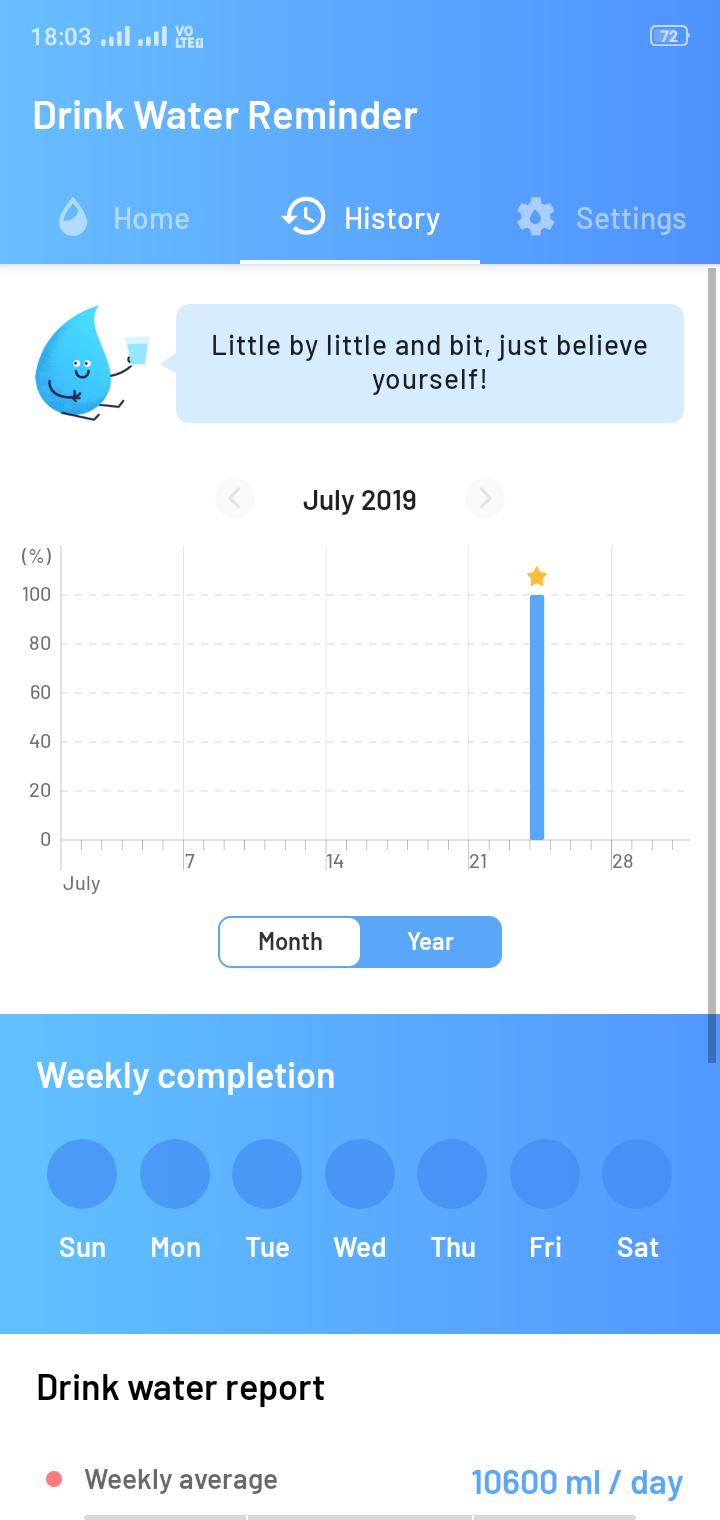 18:03 VO LTE1 72
Drink Water Reminder
Home History Settings
Little by little and bit, just believe
yourself!
July 2019
(%)
100
80
60
40
20
0
7 14 21 28
July
Month Year
Weekly completion
Sun Mon Tue Wed Thu Fri Sat
Drink water report
Weekly average 10600 ml / day